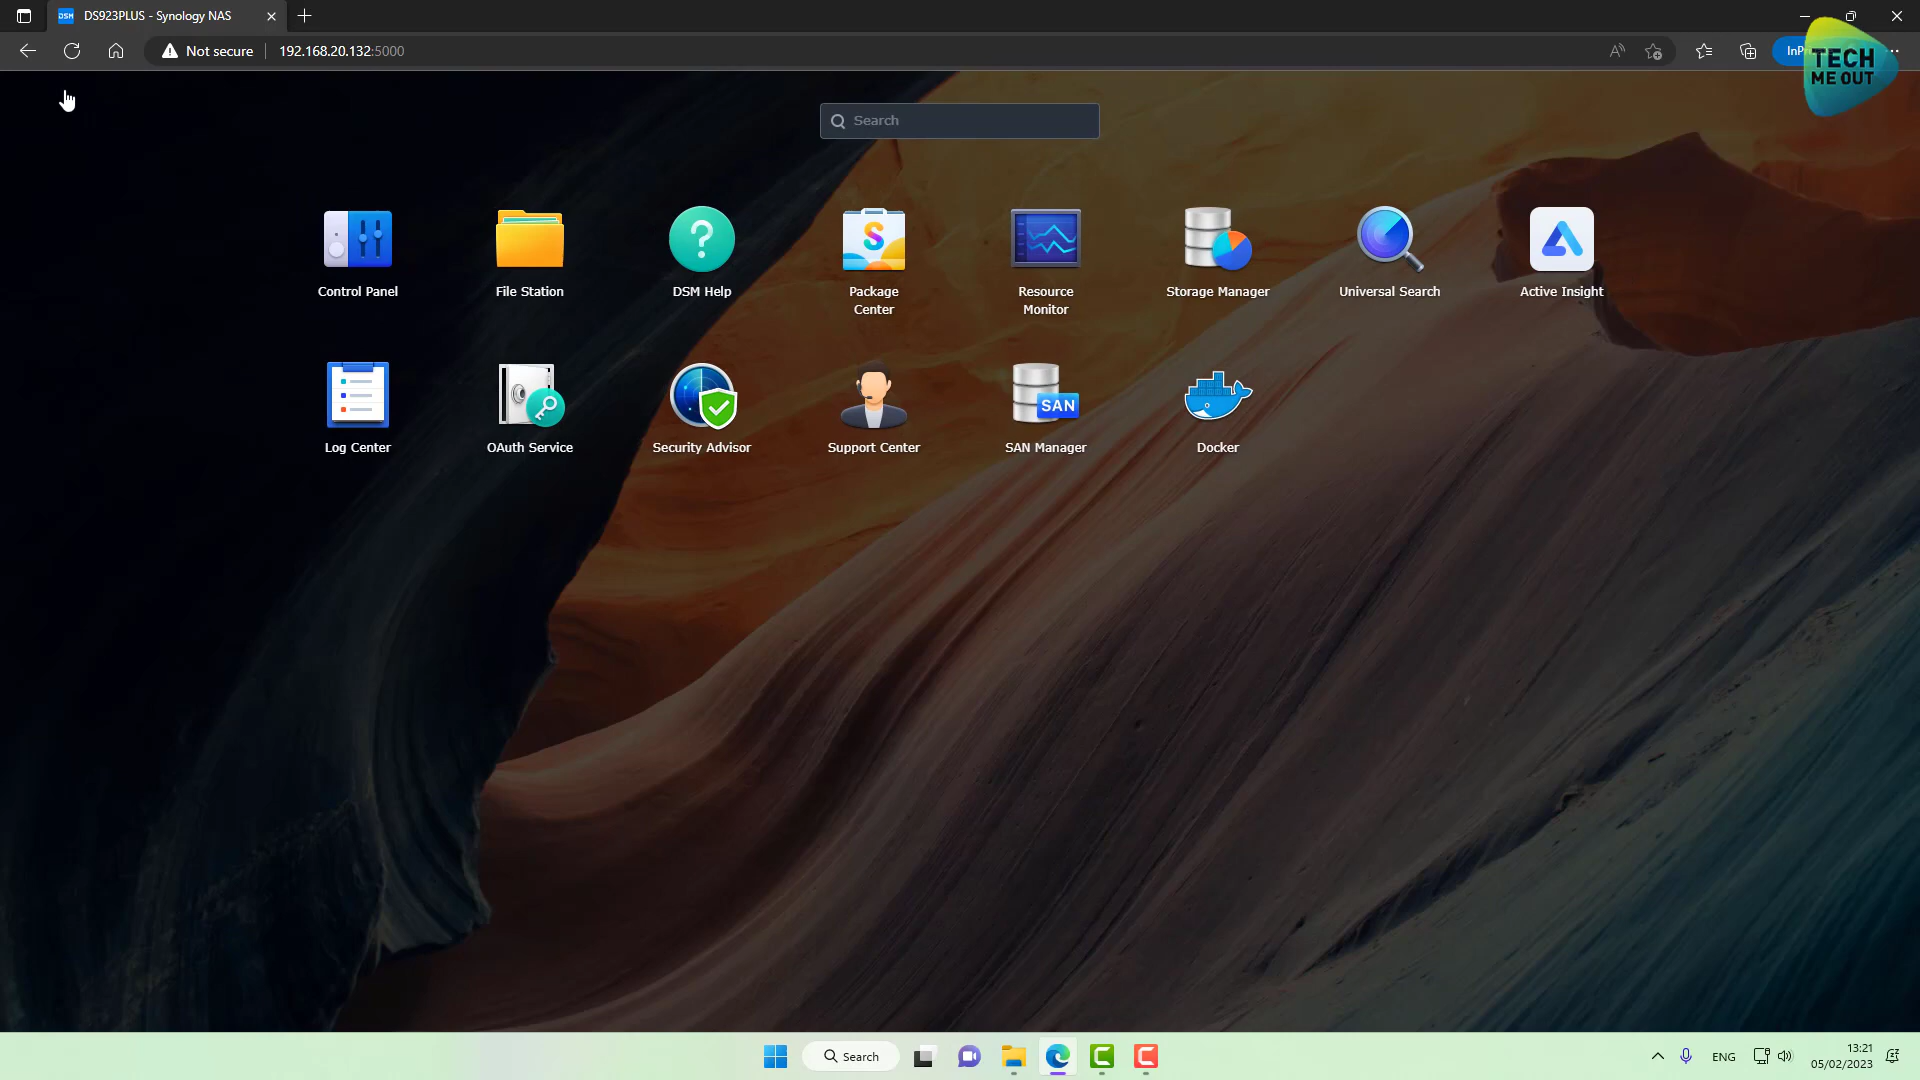 DSM
DS923PLUS - Synology NAS
Not secure
192.168.20.132:5000
TECH
ME OUT
Search
Control Panel
File Station
DSM Help
Package
Center
Resource
Monitor
Storage Manager
Universal Search
Active Insight
SAN
Log Center
OAuth Service
Security Advisor
Support Center
SAN Manager
Docker
Search
ENG
13:21
05/02/2023